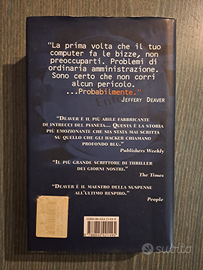 "La prima volta che il tuo
computer fa le bizze, non
preoccuparti. Problemi di
ordinaria amministrazione.
Sono certo che non corri
alcun pericolo.
...Probabilmente."
Jeffery Deaver
"Deaver è il più abile fabbricante
di intrecci del pianeta... Questa è la storia
più emozionante che sia stata mai scritta
su quello che gli hacker chiamano
profondo blu".
Publishers Weekly
"Il più grande scrittore di thriller
dei giorni nostri".
The Times
"Deaver è il maestro della suspense
all'ultimo respiro".
People
subito